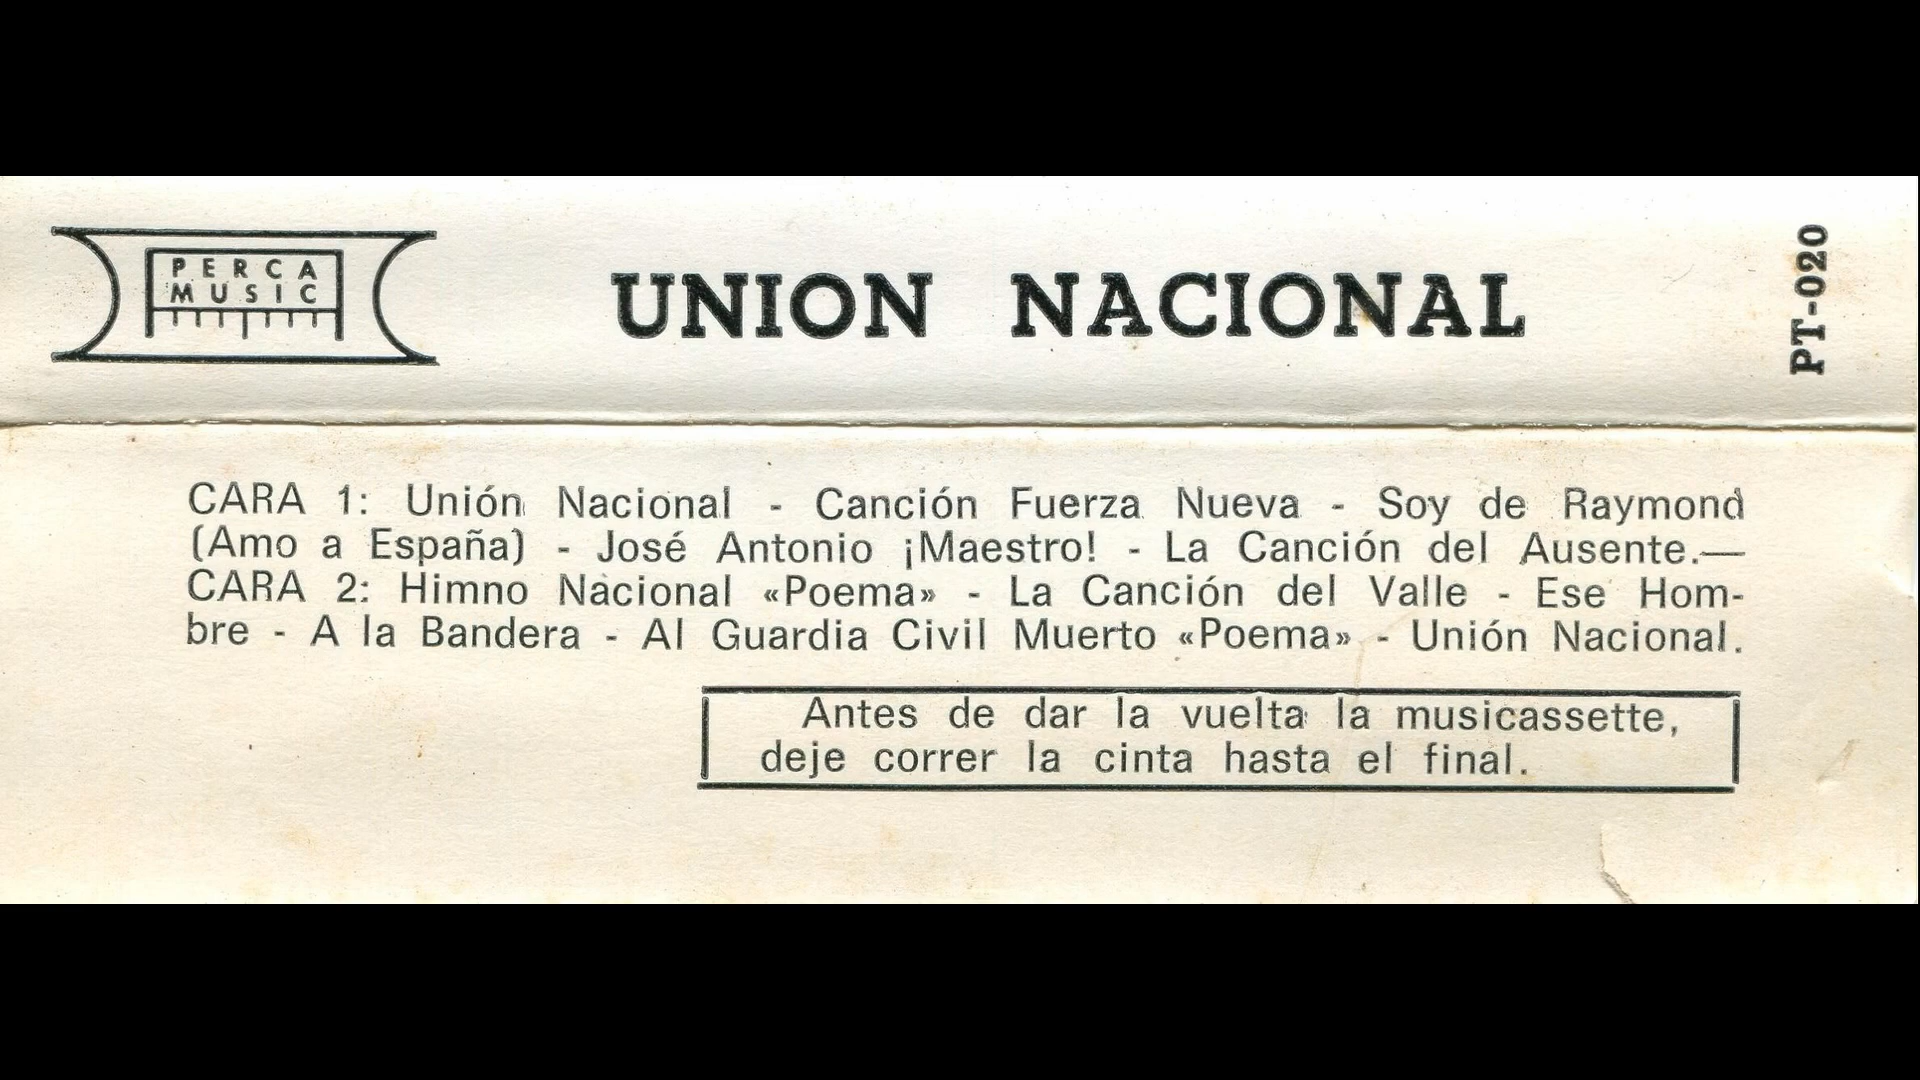 PERCA
MUSIC
UNION NACIONAL
PT-020
CARA 1: Unión Nacional - Canción Fuerza Nueva - Soy de Raymond
(Amo a España) - José Antonio ¡Maestro! - La Canción del Ausente.—
CARA 2: Himno Nacional «Poema» - La Canción del Valle - Ese Hom-
bre - A la Bandera - Al Guardia Civil Muerto «Poema» - Unión Nacional.
Antes de dar la vuelta la musicassette,
deje correr la cinta hasta el final.